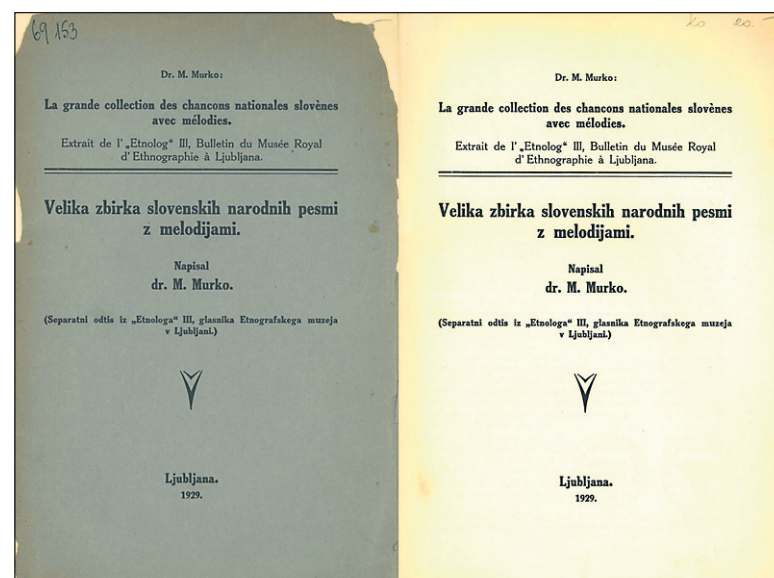 69 153
Dr. M. Murko:
La grande collection des chancons nationales slovènes
avec mélodies.
Extrait de l' „Etnolog“ III, Bulletin du Musée Royal
d' Ethnographie à Ljubljana.
Velika zbirka slovenskih narodnih pesmi
z melodijami.
Napisal
dr. M. Murko.
(Separatni odtis iz „Etnologa“ III, glasnika Etnografskega muzeja
v Ljubljani.)
Ljubljana.
1929.
Dr. M. Murko:
La grande collection des chancons nationales slovènes
avec mélodies.
Extrait de l' „Etnolog“ III, Bulletin du Musée Royal
d' Ethnographie à Ljubljana.
Velika zbirka slovenskih narodnih pesmi
z melodijami.
Napisal
dr. M. Murko.
(Separatni odtis iz „Etnologa“ III, glasnika Etnografskega muzeja
v Ljubljani.)
Ljubljana.
1929.